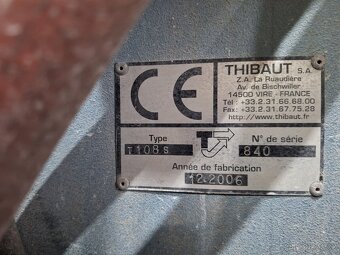 CE
THIBAUT S.A.
Z.A. La Ruaudière
Av. de Bischwiller
14500 VIRE - FRANCE
Tél : +33.2.31.66.68.00
Fax: +33.2.31.67.75.28
http://www.thibaut.fr
Type
N° de série
T108S
T
840
Année de fabrication
12-2006